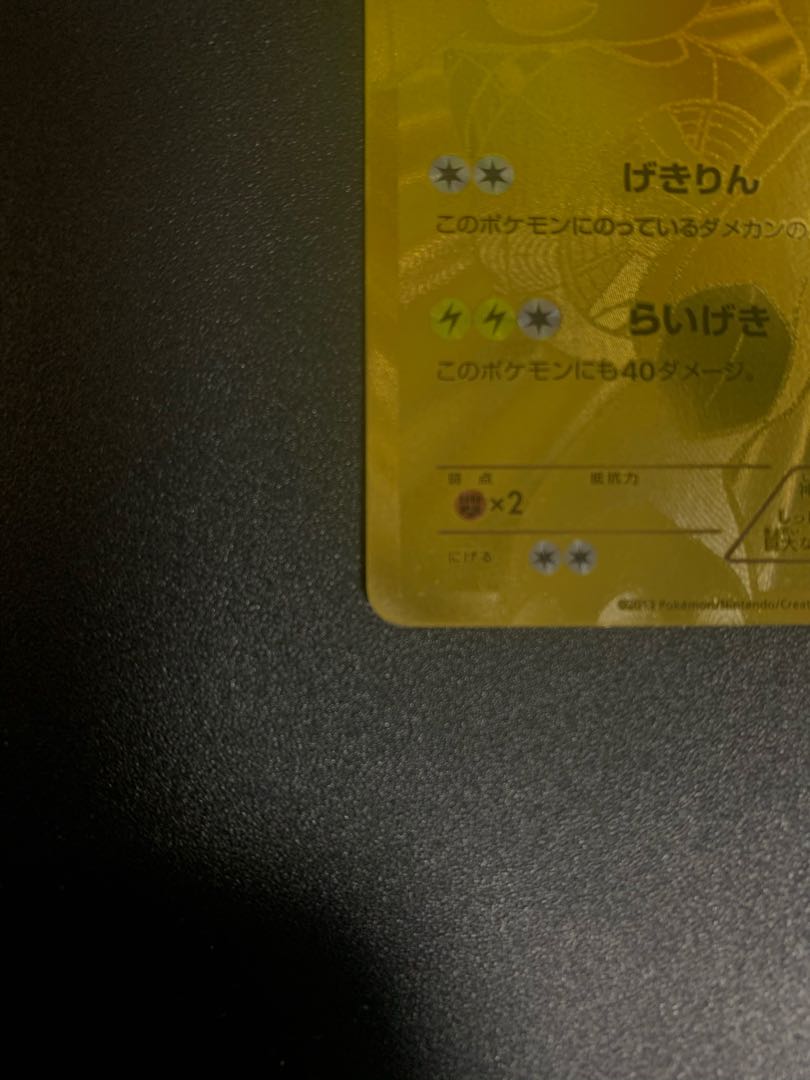 げきりん
このポケモンにのっているダメカンの
らいげき
このポケモンにも40ダメージ。
弱点 抵抗力
×2
にげる
©2013 Pokémon/Nintendo/Creat